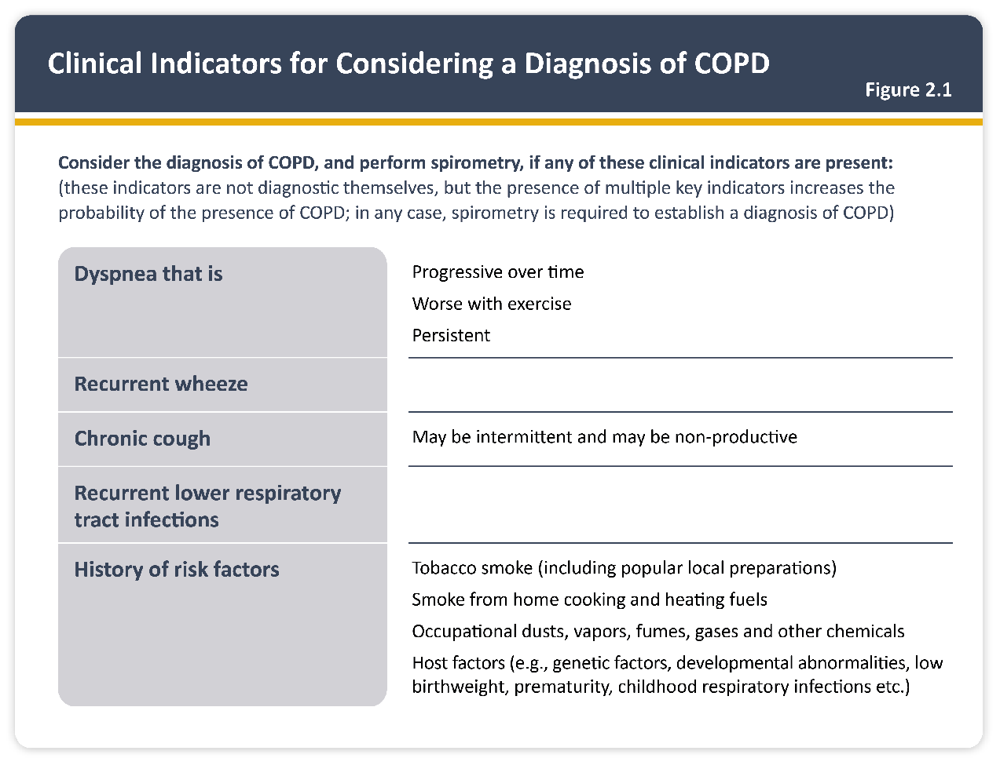 Clinical Indicators for Considering a Diagnosis of COPD
Figure 2.1
Consider the diagnosis of COPD, and perform spirometry, if any of these clinical indicators are present:
(these indicators are not diagnostic themselves, but the presence of multiple key indicators increases the
probability of the presence of COPD; in any case, spirometry is required to establish a diagnosis of COPD)
Dyspnea that is
Progressive over time
Worse with exercise
Persistent
Recurrent wheeze
Chronic cough
May be intermittent and may be non-productive
Recurrent lower respiratory
tract infections
History of risk factors
Tobacco smoke (including popular local preparations)
Smoke from home cooking and heating fuels
Occupational dusts, vapors, fumes, gases and other chemicals
Host factors (e.g., genetic factors, developmental abnormalities, low
birthweight, prematurity, childhood respiratory infections etc.)